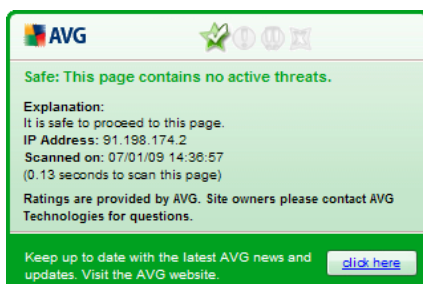 AVG
Safe: This page contains no active threats.
Explanation:
It is safe to proceed to this page.
IP Address: 91.198.174.2
Scanned on: 07/01/09 14:36:57
(0.13 seconds to scan this page)
Ratings are provided by AVG. Site owners please contact AVG
Technologies for questions.
Keep up to date with the latest AVG news and
updates. Visit the AVG website.
click here